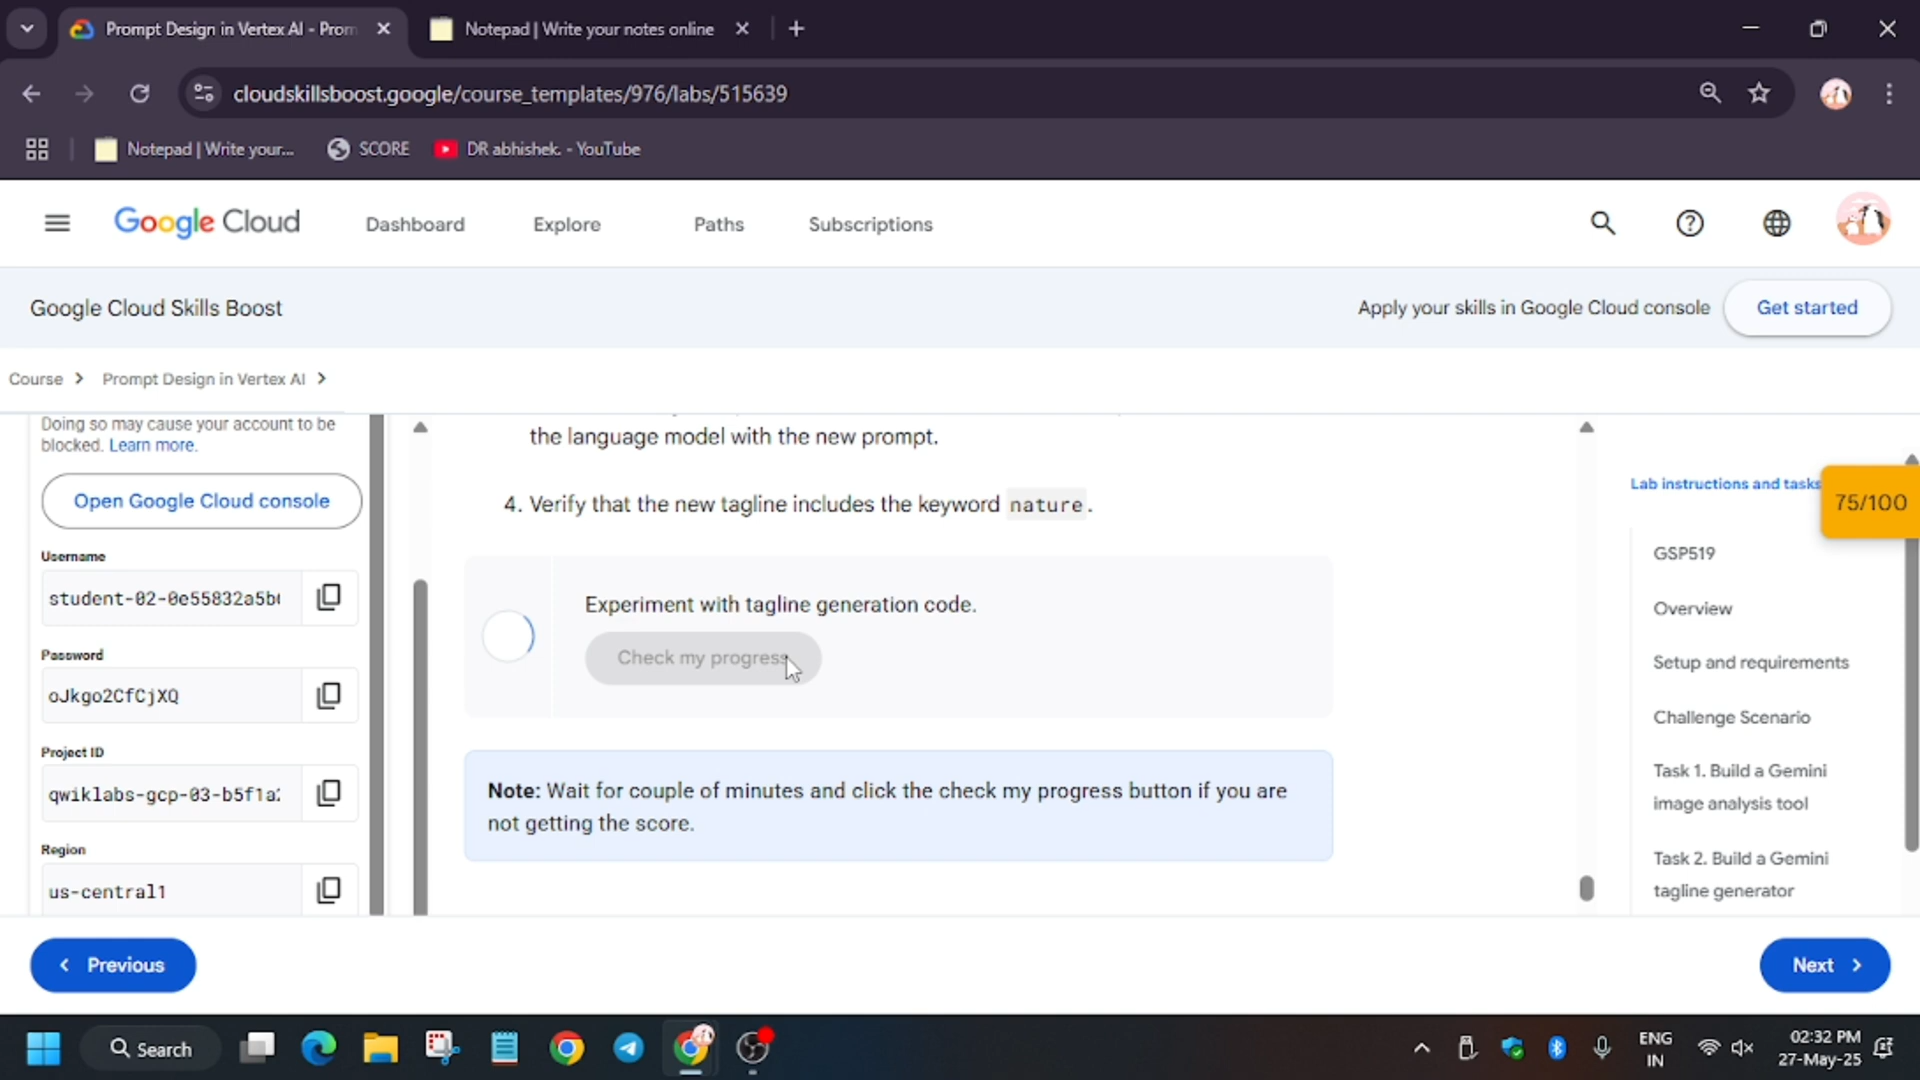 Prompt Design in Vertex AI - Prom
Notepad | Write your notes online
cloudskillsboost.google/course_templates/976/labs/515639
Notepad | Write your...
SCORE
DR abhishek. - YouTube
Google Cloud
Dashboard
Explore
Paths
Subscriptions
Google Cloud Skills Boost
Apply your skills in Google Cloud console
Get started
Course
Prompt Design in Vertex AI
Doing so may cause your account to be
blocked. Learn more.
Open Google Cloud console
Username
student-02-0e55832a5b
Password
oJkgo2CfCjXQ
Project ID
qwiklabs-gcp-03-b5f1a
Region
us-central1
the language model with the new prompt.
4. Verify that the new tagline includes the keyword nature.
Experiment with tagline generation code.
Check my progress
Note: Wait for couple of minutes and click the check my progress button if you are
not getting the score.
Lab instructions and tasks
75/100
GSP519
Overview
Setup and requirements
Challenge Scenario
Task 1. Build a Gemini
image analysis tool
Task 2. Build a Gemini
tagline generator
Previous
Next
Search
ENG
IN
02:32 PM
27-May-25